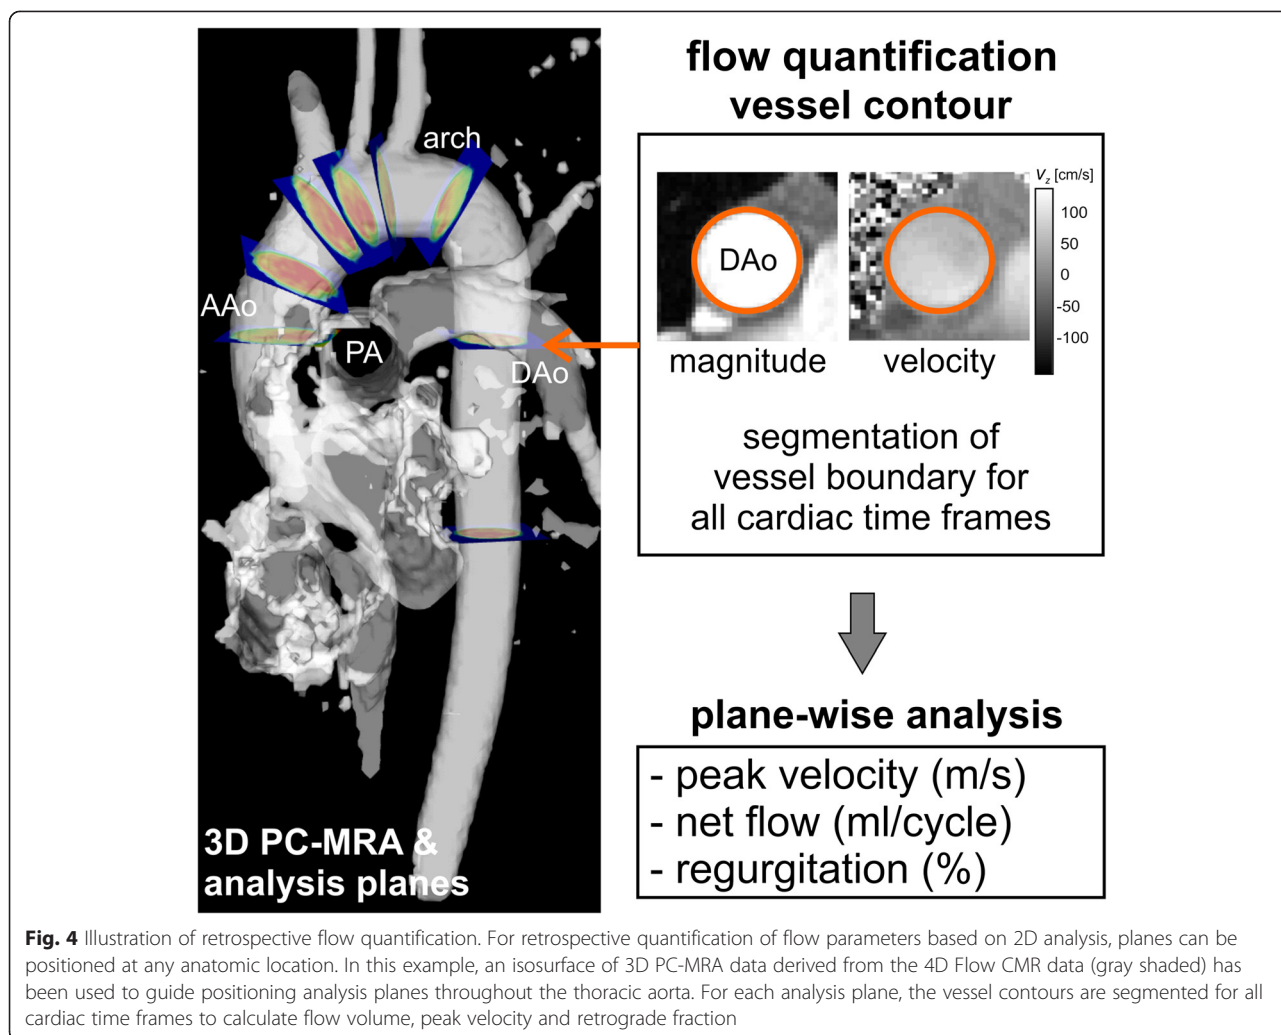 arch
AAo
PA
DAo
3D PC-MRA &
analysis planes
flow quantification
vessel contour
DAo
magnitude
velocity
Vz [cm/s]
100
50
0
-50
-100
segmentation of
vessel boundary for
all cardiac time frames
plane-wise analysis
- peak velocity (m/s)
- net flow (ml/cycle)
- regurgitation (%)
Fig. 4 Illustration of retrospective flow quantification. For retrospective quantification of flow parameters based on 2D analysis, planes can be
positioned at any anatomic location. In this example, an isosurface of 3D PC-MRA data derived from the 4D Flow CMR data (gray shaded) has
been used to guide positioning analysis planes throughout the thoracic aorta. For each analysis plane, the vessel contours are segmented for all
cardiac time frames to calculate flow volume, peak velocity and retrograde fraction